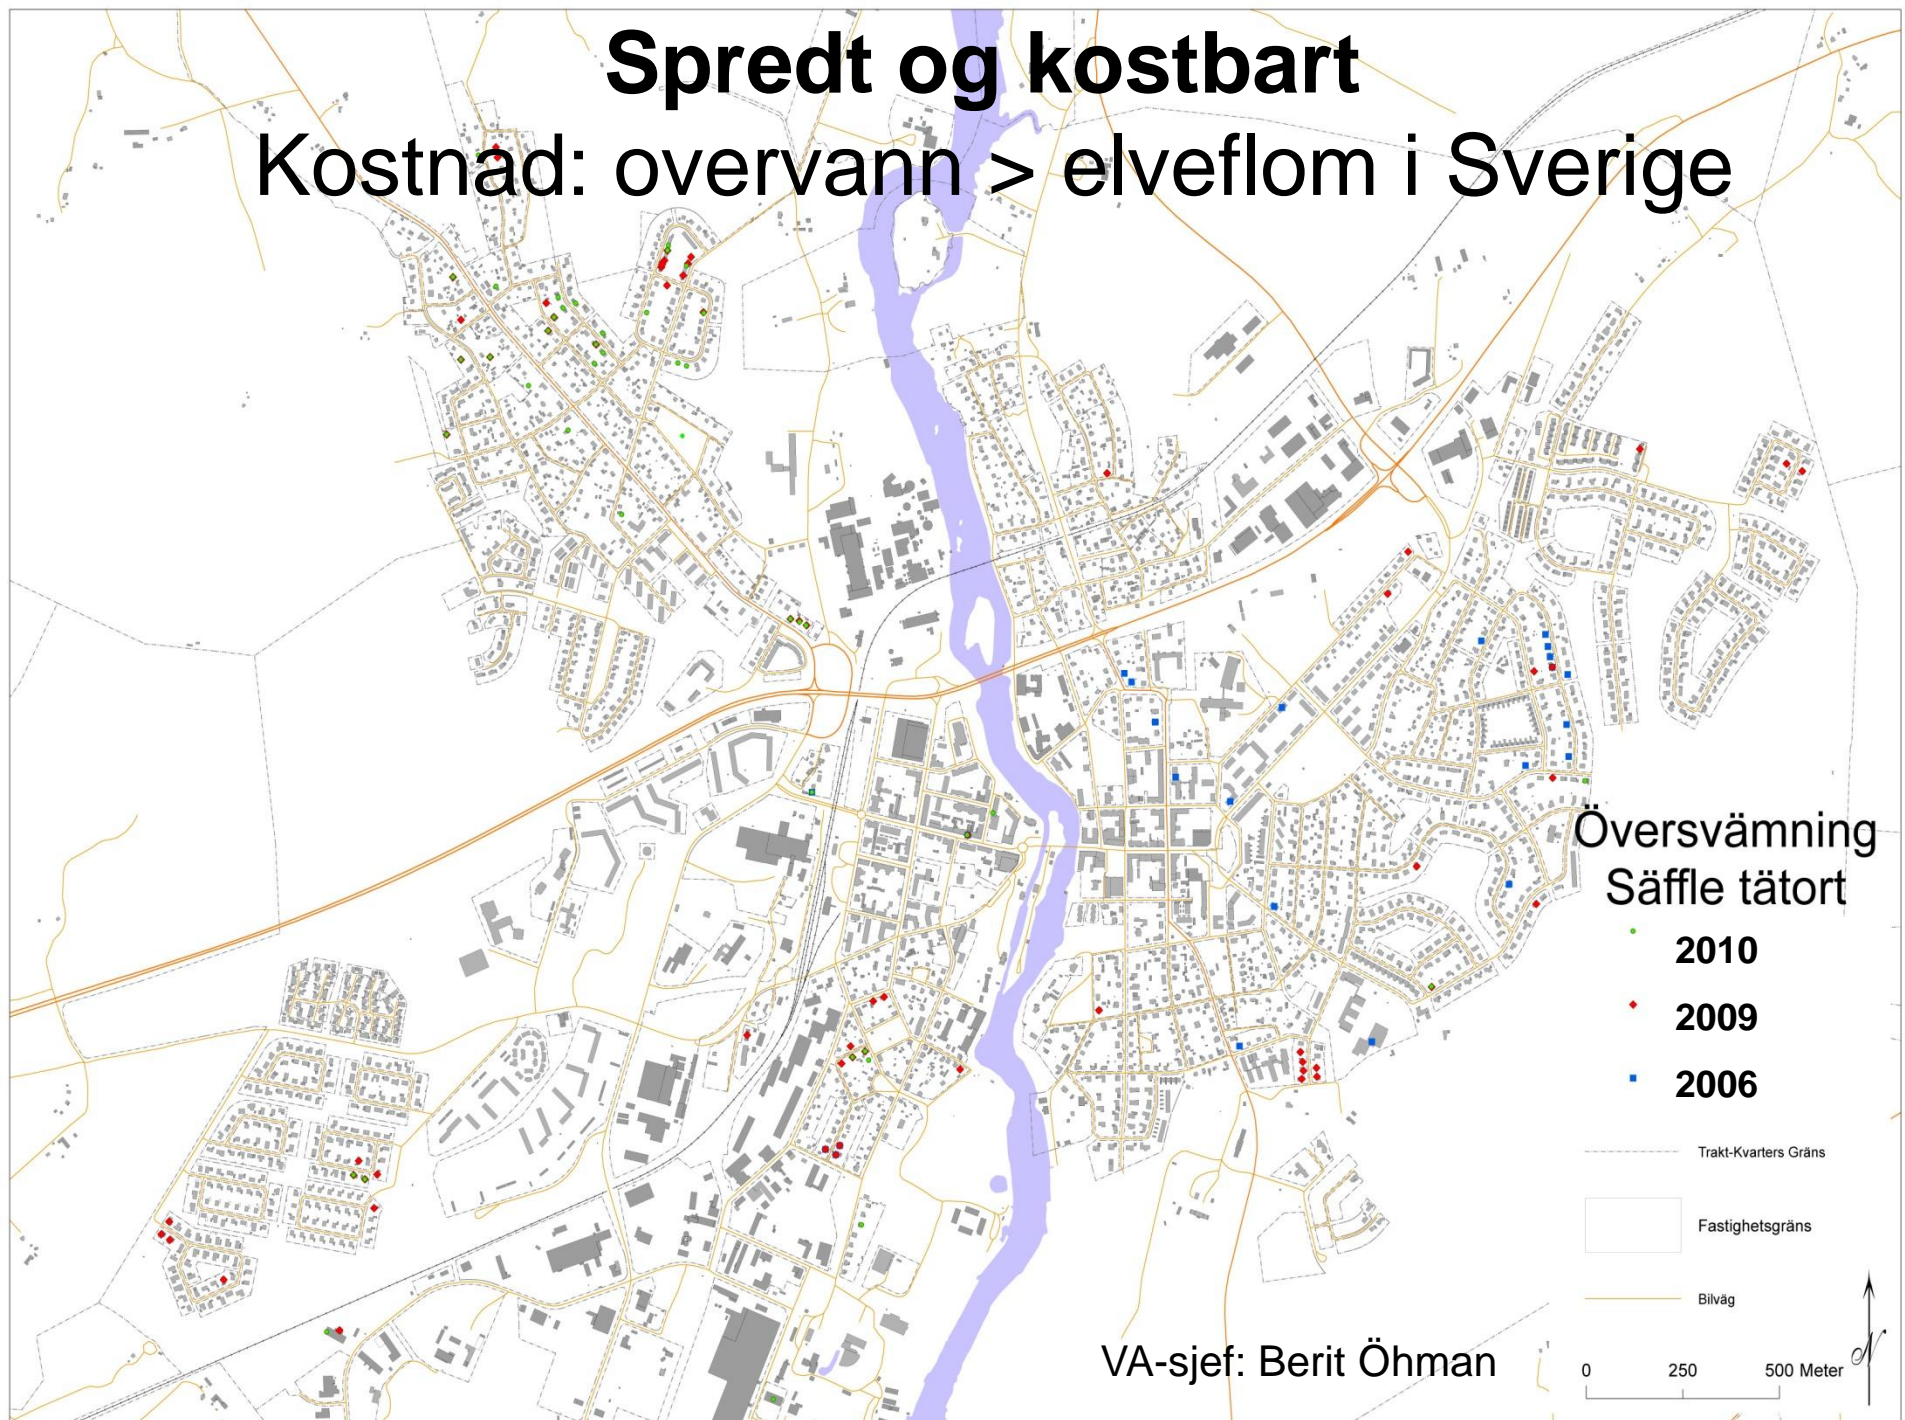 Spredt og kostbart
Kostnad: overvann > elveflom i Sverige
Översvämning
Säffle tätort
2010
2009
2006
Trakt-Kvarters Gräns
Fastighetsgräns
Bilväg
0 250 500 Meter
N
VA-sjef: Berit Öhman